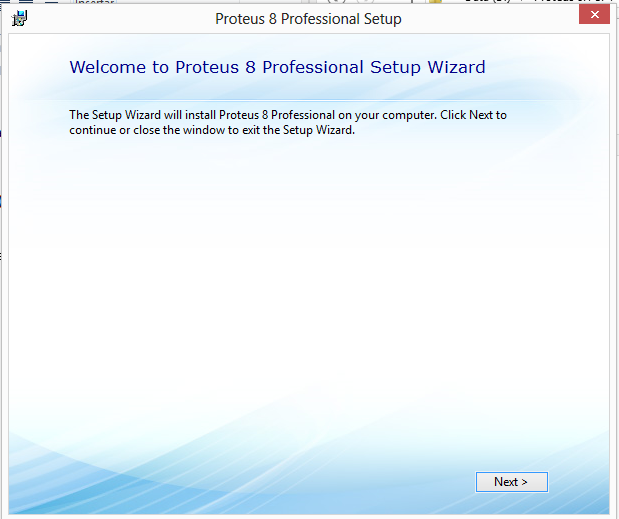 Insertar
Proteus 8 Professional Setup
Welcome to Proteus 8 Professional Setup Wizard
The Setup Wizard will install Proteus 8 Professional on your computer. Click Next to
continue or close the window to exit the Setup Wizard.
Next >